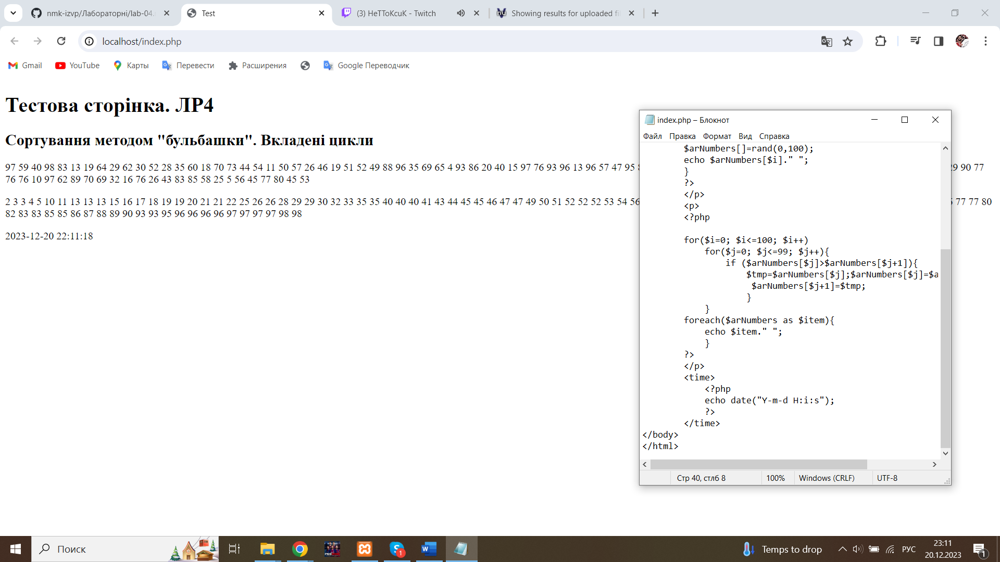 nmk-izvp/Лабораторні/lab-04.
Test
(3) HeTToKcuK - Twitch
Showing results for uploaded fi
localhost/index.php
Gmail
YouTube
Карты
Перевести
Расширения
Google Переводчик
Тестова сторінка. ЛР4
Сортування методом "бульбашки". Вкладені цикли
97 59 40 98 83 13 19 64 29 62 30 52 28 35 60 18 70 73 44 54 11 50 57 26 46 19 51 52 49 88 96 35 69 65 4 93 86 20 40 15 97 76 93 96 13 96 57 47 95 29 90 77
76 76 10 97 62 89 70 69 32 16 76 26 43 83 85 58 25 5 56 45 77 80 45 53
2 3 3 4 5 10 11 13 13 13 15 16 17 18 19 19 20 21 21 22 25 26 26 28 29 29 30 32 33 35 35 40 40 40 41 43 44 45 45 46 47 47 49 50 51 52 52 52 53 54 56 77 77 80
82 83 83 85 85 86 87 88 89 90 93 93 95 96 96 96 96 97 97 97 97 98 98
2023-12-20 22:11:18
index.php – Блокнот
Файл Правка Формат Вид Справка
$arNumbers[]=rand(0,100);
echo $arNumbers[$i]." ";
}
?>
</p>
<p>
<?php
for($i=0; $i<=100; $i++)
for($j=0; $j<=99; $j++){
if ($arNumbers[$j]>$arNumbers[$j+1]){
$tmp=$arNumbers[$j];$arNumbers[$j]=$a
$arNumbers[$j+1]=$tmp;
}
}
foreach($arNumbers as $item){
echo $item." ";
}
?>
</p>
<time>
<?php
echo date("Y-m-d H:i:s");
?>
</time>
</body>
</html>
Стр 40, стлб 8
100%
Windows (CRLF)
UTF-8
Поиск
1
Temps to drop
РУС
23:11
20.12.2023
1